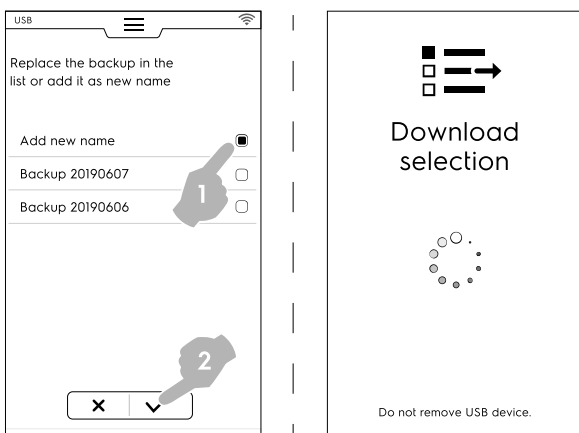 USB
Replace the backup in the
list or add it as new name
Add new name
Backup 20190607
Backup 20190606
1
2
Download
selection
Do not remove USB device.